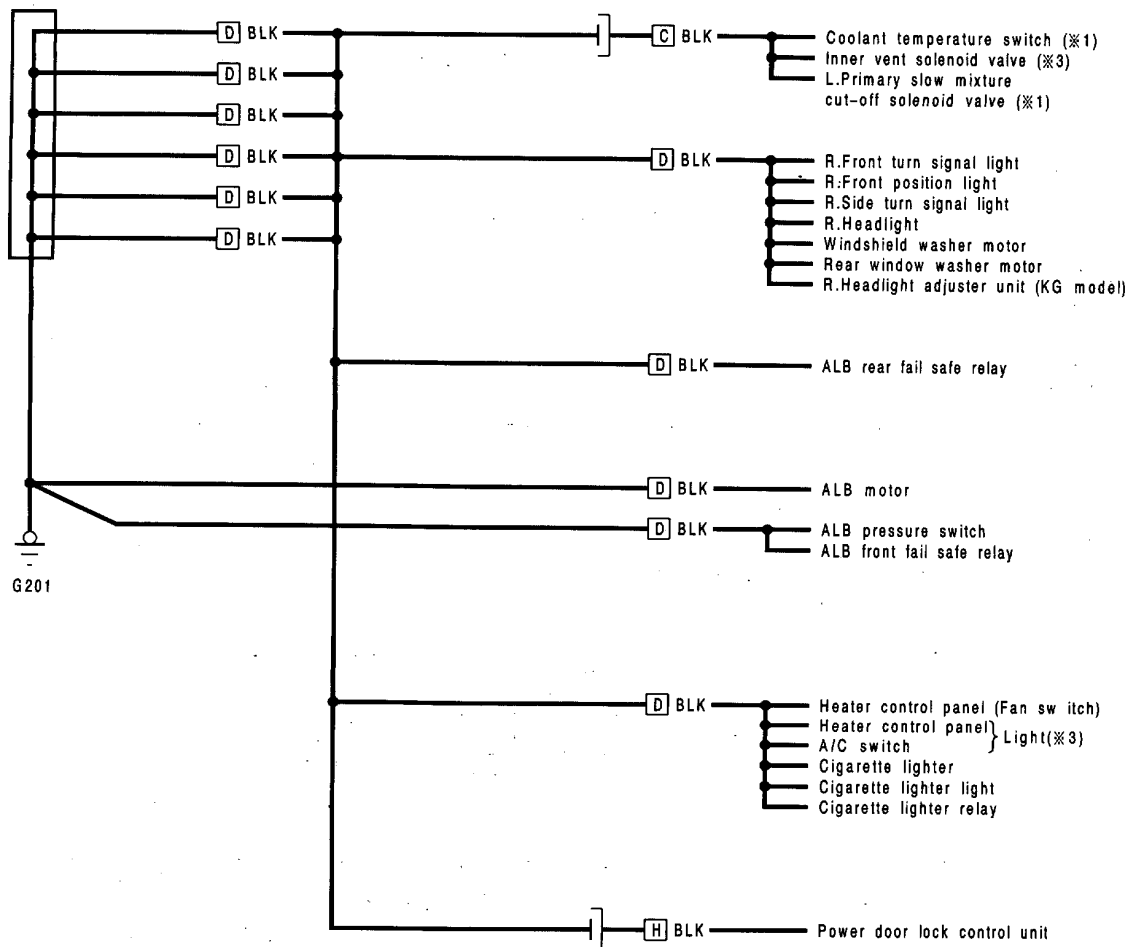 D BLK
C BLK
Coolant temperature switch (※1)
Inner vent solenoid valve (※3)
L.Primary slow mixture
cut-off solenoid valve (※1)
D BLK
D BLK
D BLK
D BLK
R.Front turn signal light
R:Front position light
R.Side turn signal light
R.Headlight
Windshield washer motor
Rear window washer motor
R.Headlight adjuster unit (KG model)
D BLK
D BLK
D BLK
ALB rear fail safe relay
D BLK
ALB motor
D BLK
ALB pressure switch
ALB front fail safe relay
G201
D BLK
Heater control panel (Fan sw itch)
Heater control panel
A/C switch
Light(※3)
Cigarette lighter
Cigarette lighter light
Cigarette lighter relay
H BLK
Power door lock control unit